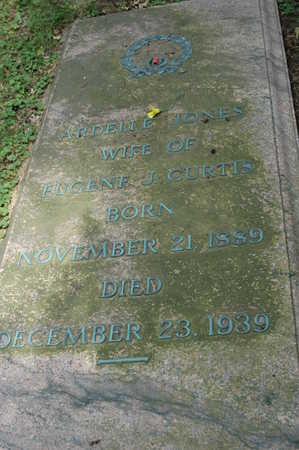 ARDELLE JONES
WIFE OF
EUGENE J. CURTIS
BORN
NOVEMBER 21, 1889
DIED
DECEMBER 23, 1939